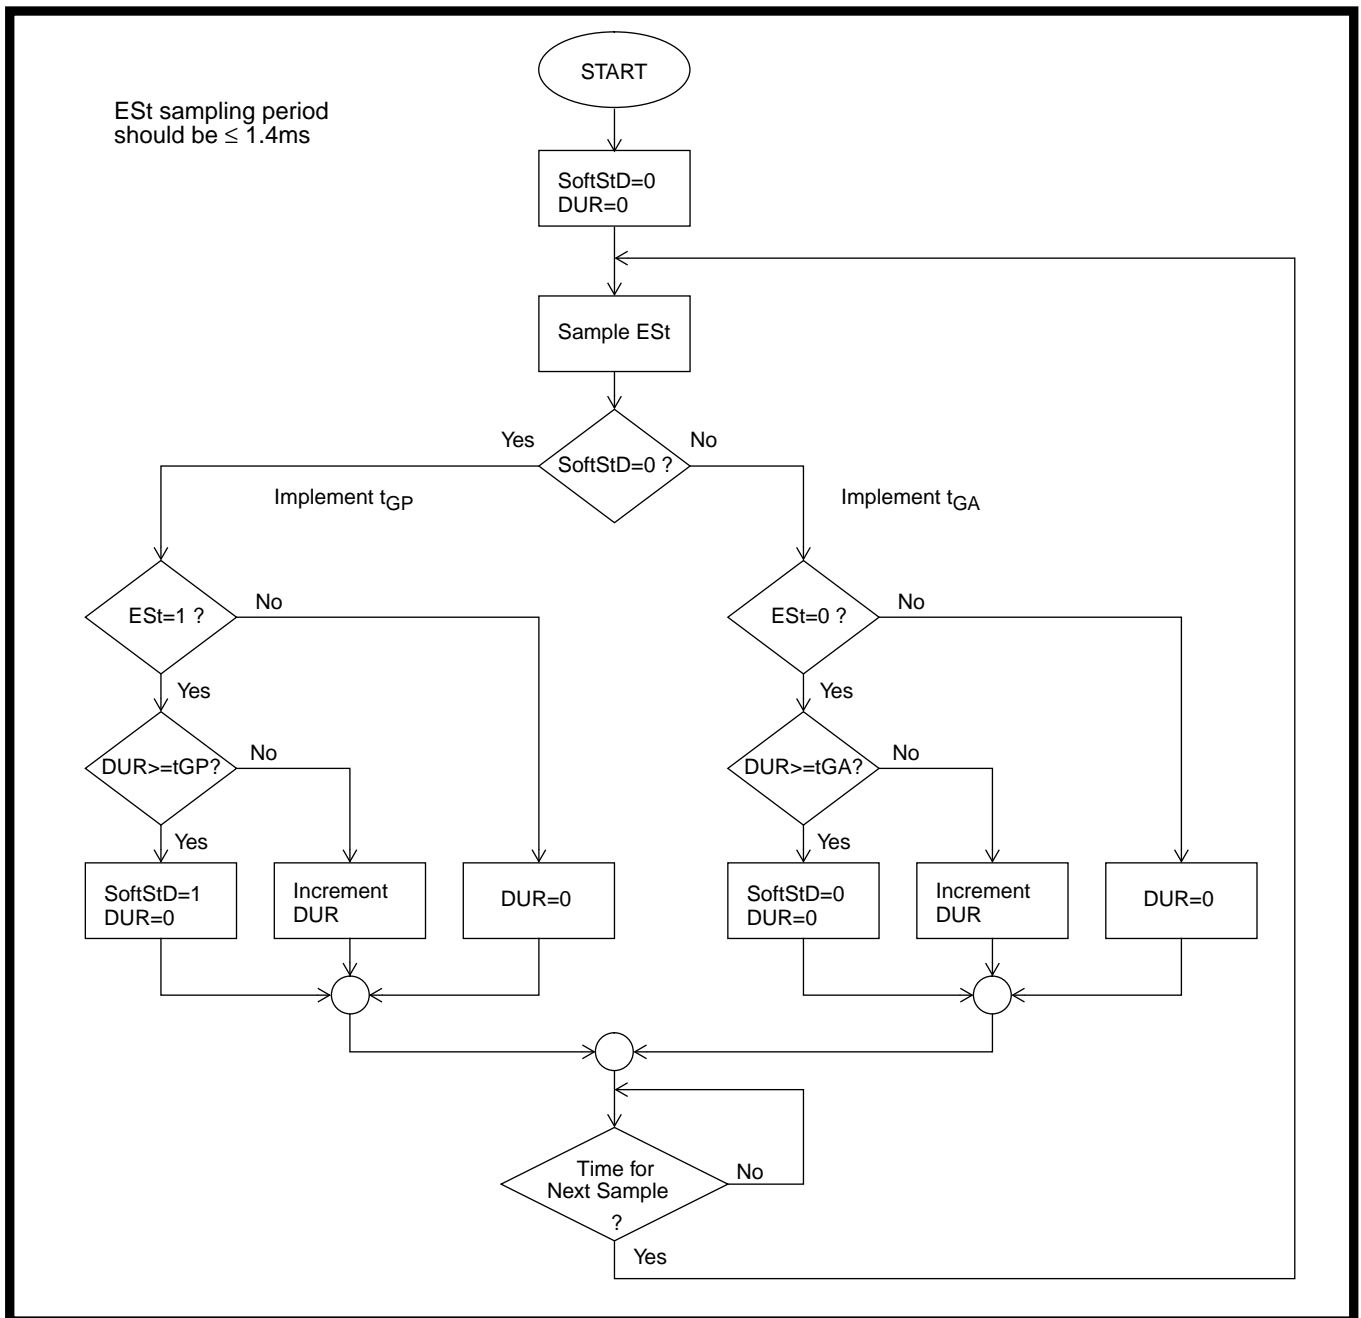 START
ESt sampling period
should be ≤ 1.4ms
SoftStD=0
DUR=0
Sample ESt
Yes
No
SoftStD=0 ?
Implement tGP
Implement tGA
ESt=1 ?
No
ESt=0 ?
No
Yes
Yes
DUR>=tGP?
No
DUR>=tGA?
No
Yes
Yes
SoftStD=1
DUR=0
Increment
DUR
DUR=0
SoftStD=0
DUR=0
Increment
DUR
DUR=0
Time for
Next Sample
?
No
Yes